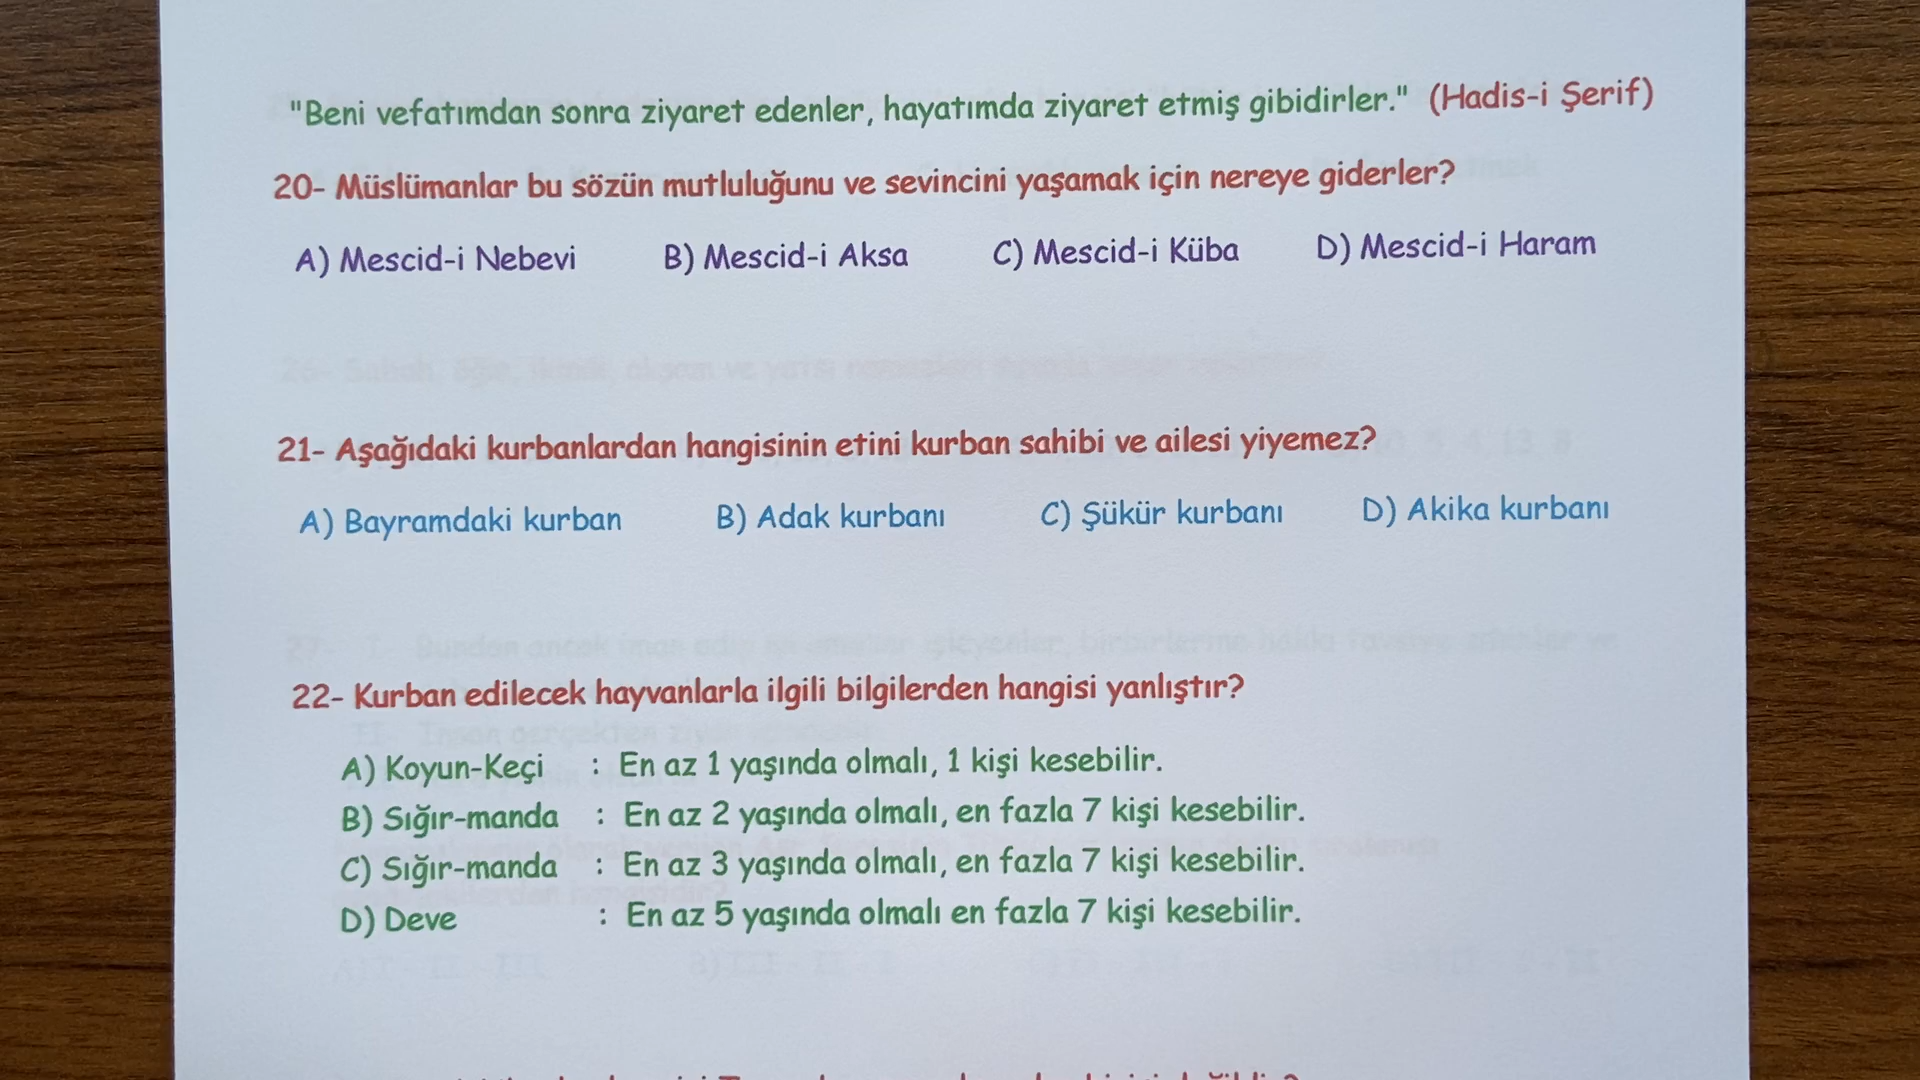 "Beni vefatımdan sonra ziyaret edenler, hayatımda ziyaret etmiş gibidirler." (Hadis-i Şerif)
20- Müslümanlar bu sözün mutluluğunu ve sevincini yaşamak için nereye giderler?
A) Mescid-i Nebevi B) Mescid-i Aksa C) Mescid-i Küba D) Mescid-i Haram
21- Aşağıdaki kurbanlardan hangisinin etini kurban sahibi ve ailesi yiyemez?
A) Bayramdaki kurban B) Adak kurbanı C) Şükür kurbanı D) Akika kurbanı
22- Kurban edilecek hayvanlarla ilgili bilgilerden hangisi yanlıştır?
A) Koyun-Keçi : En az 1 yaşında olmalı, 1 kişi kesebilir.
B) Sığır-manda : En az 2 yaşında olmalı, en fazla 7 kişi kesebilir.
C) Sığır-manda : En az 3 yaşında olmalı, en fazla 7 kişi kesebilir.
D) Deve : En az 5 yaşında olmalı en fazla 7 kişi kesebilir.